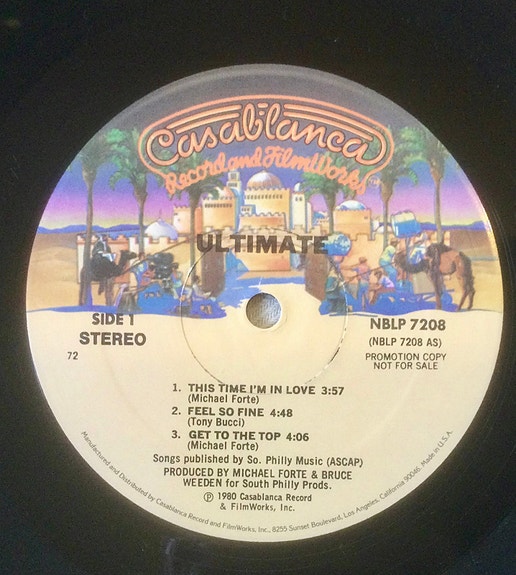 Casablanca
Record and FilmWorks™
ULTIMATE
SIDE 1
STEREO
72
NBLP 7208
(NBLP 7208 AS)
PROMOTION COPY
NOT FOR SALE
1. THIS TIME I'M IN LOVE 3:57
(Michael Forte)
2. FEEL SO FINE 4:48
(Tony Bucci)
3. GET TO THE TOP 4:06
(Michael Forte)
Songs published by So. Philly Music (ASCAP)
PRODUCED BY MICHAEL FORTE & BRUCE
WEEDEN for South Philly Prods.
℗ 1980 Casablanca Record
& FilmWorks, Inc.
Manufactured and Distributed by Casablanca Record and FilmWorks, Inc., 8255 Sunset Boulevard, Los Angeles, California 90046. Made in U.S.A.